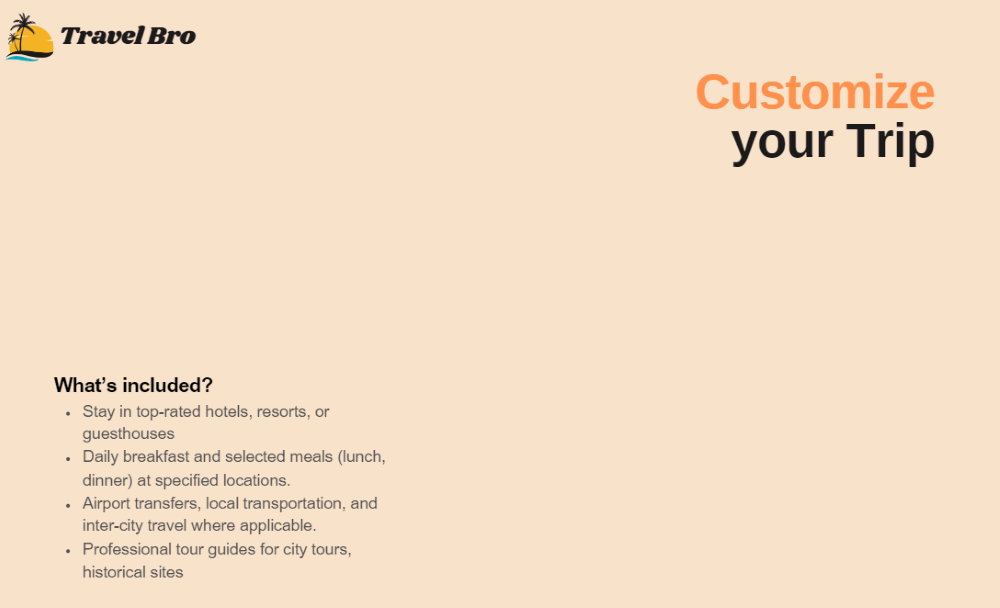 Travel Bro
Customize
your Trip
What's included?
• Stay in top-rated hotels, resorts, or
guesthouses
• Daily breakfast and selected meals (lunch,
dinner) at specified locations.
• Airport transfers, local transportation, and
inter-city travel where applicable.
• Professional tour guides for city tours,
historical sites